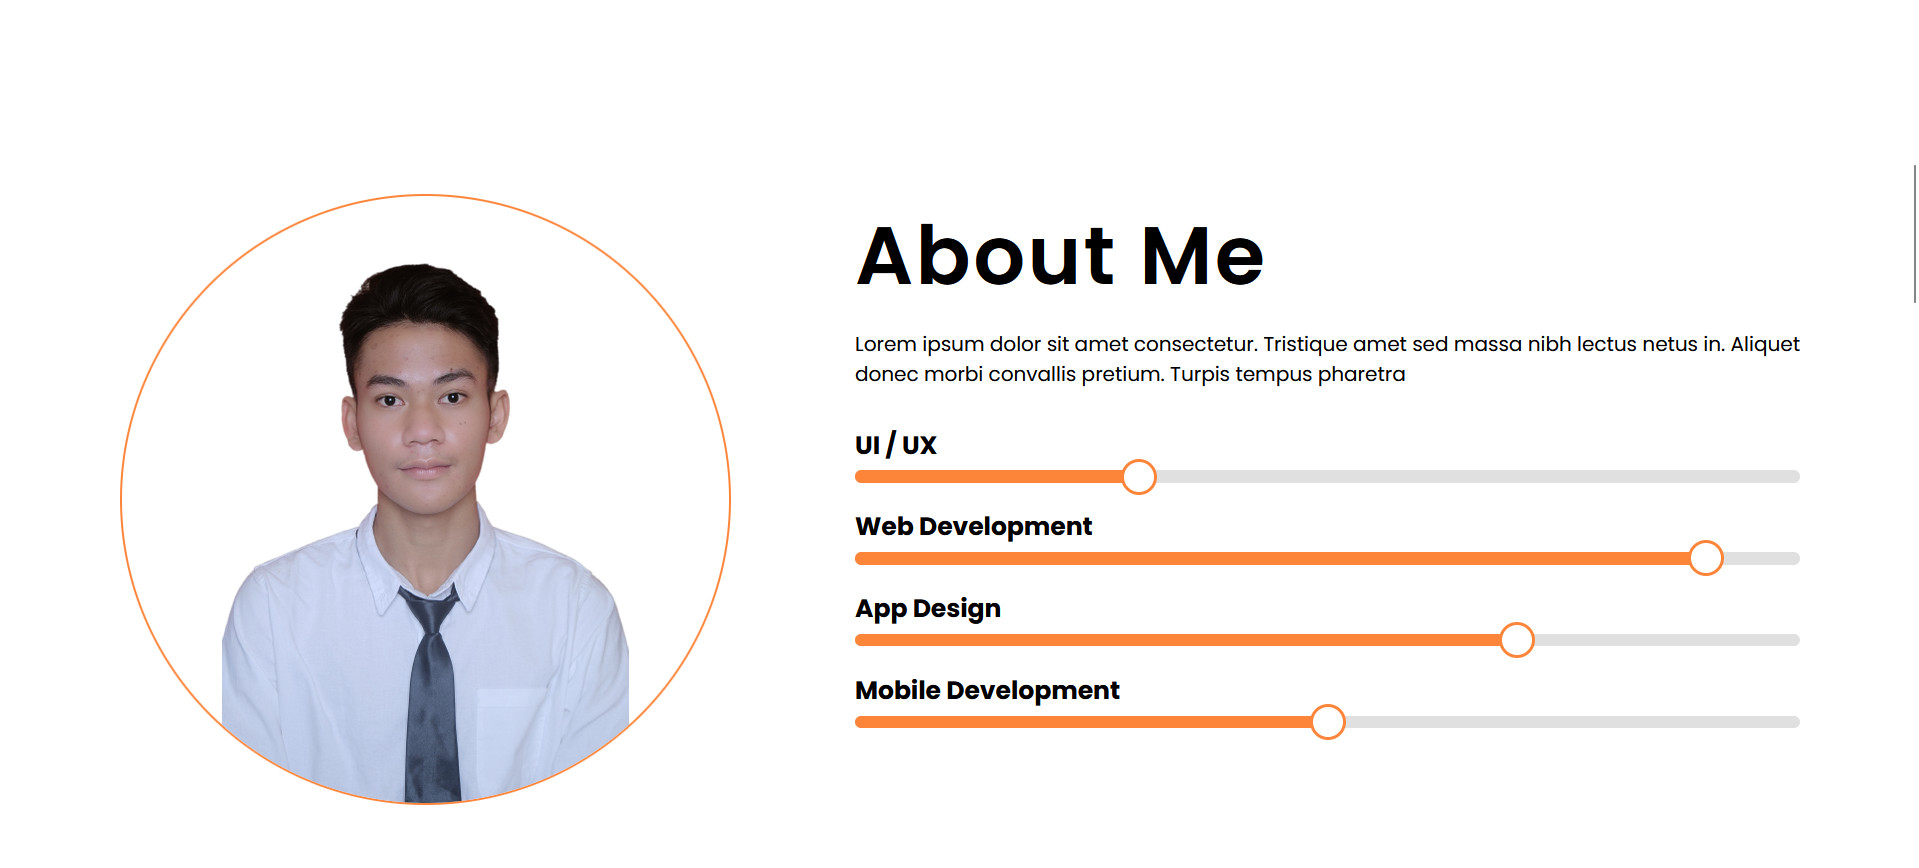 About Me
Lorem ipsum dolor sit amet consectetur. Tristique amet sed massa nibh lectus netus in. Aliquet
donec morbi convallis pretium. Turpis tempus pharetra
UI / UX
Web Development
App Design
Mobile Development